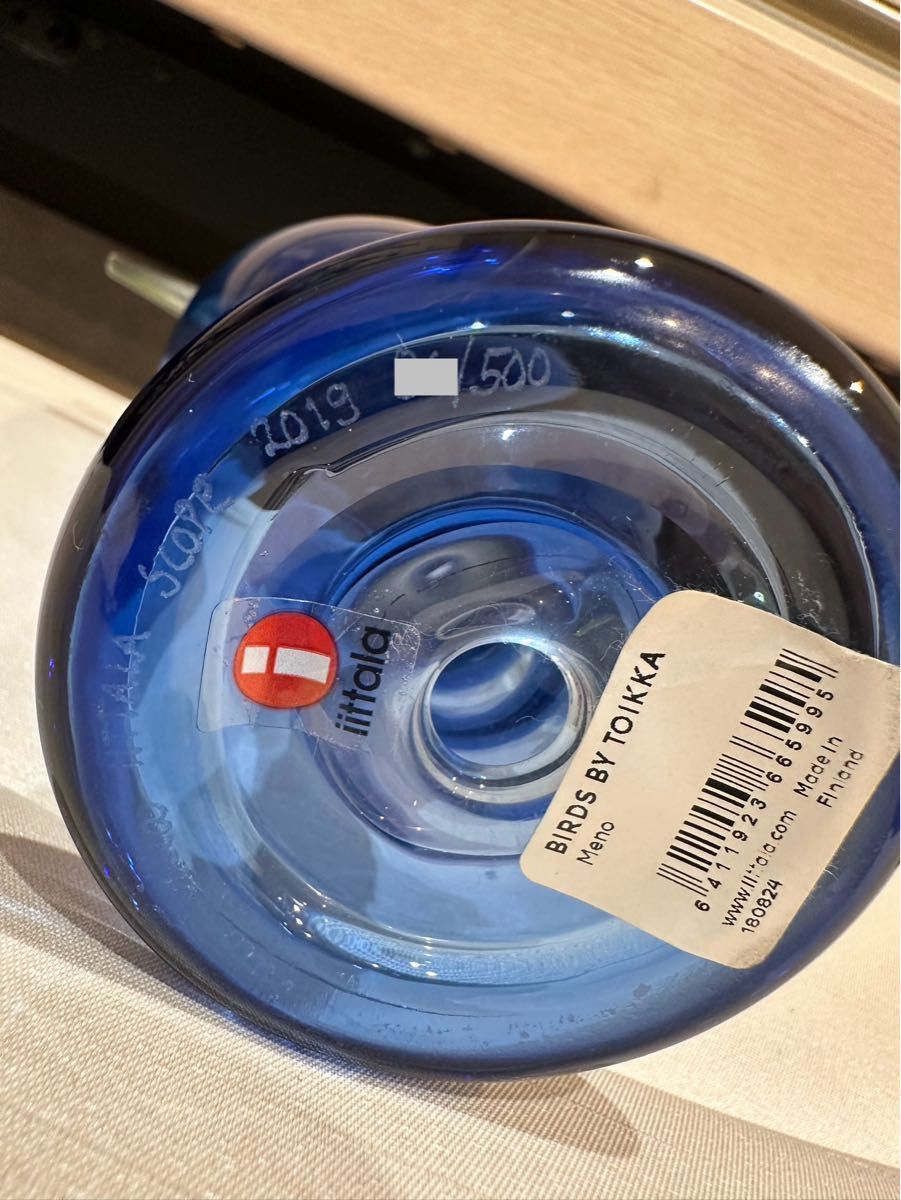 IITTALA SCOPE 2019 /500
iittala
BIRDS BY TOIKKA
Meno
6 411923 665995
www.iittala.com
180824
Made in
Finland